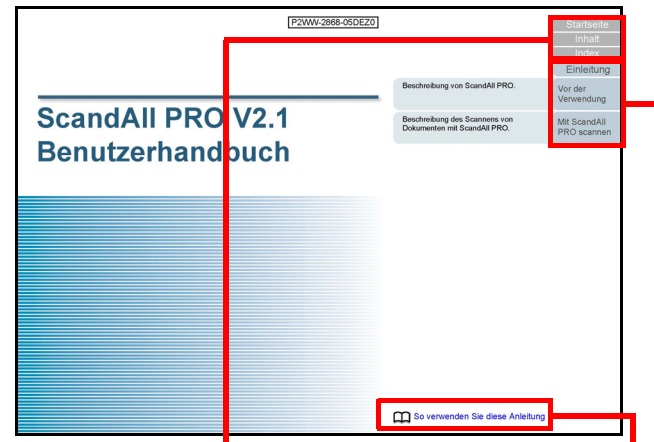 P2WW-2868-05DEZ0
Startseite
Inhalt
Index
Einleitung
Beschreibung von ScandAll PRO.
Vor der
Verwendung
Beschreibung des Scannens von
Dokumenten mit ScandAll PRO.
Mit ScandAll
PRO scannen
ScandAll PRO V2.1
Benutzerhandbuch
So verwenden Sie diese Anleitung